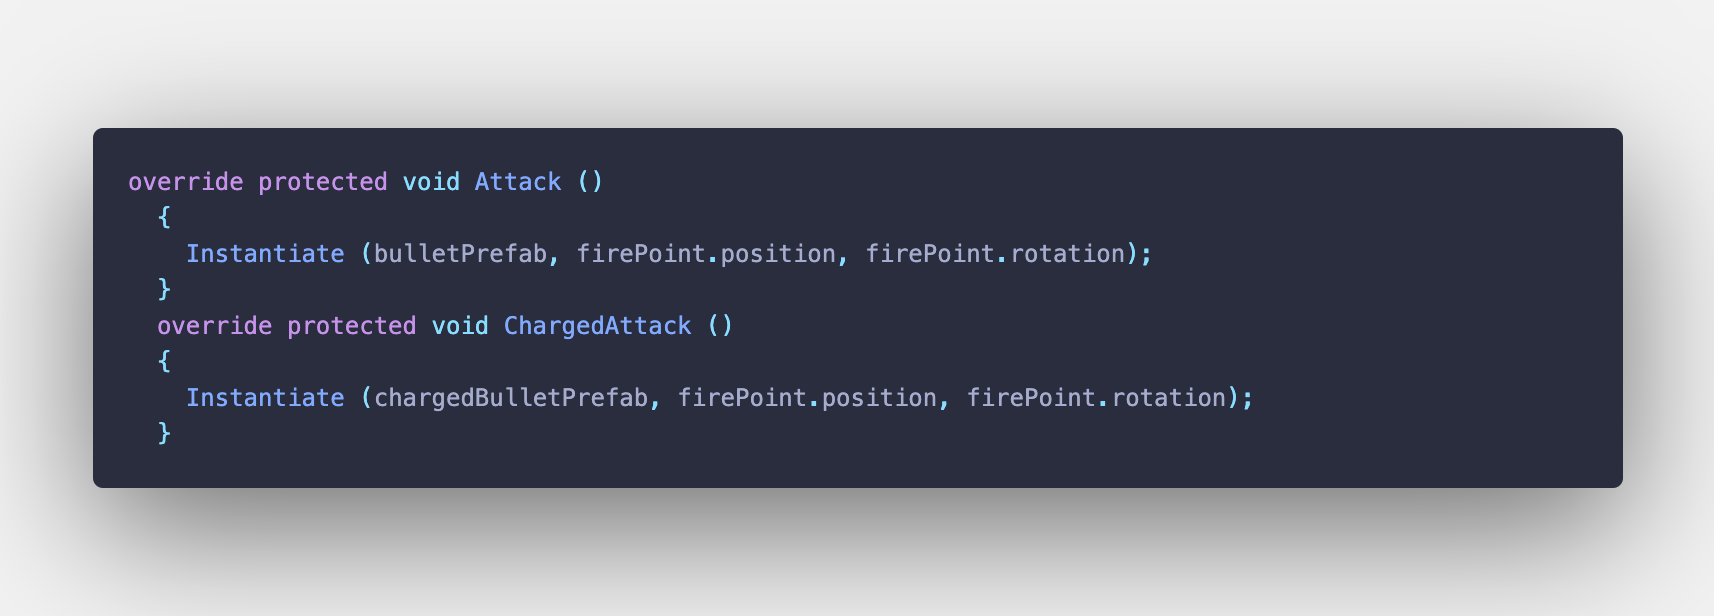 override protected void Attack ()
{
Instantiate (bulletPrefab, firePoint.position, firePoint.rotation);
}
override protected void ChargedAttack ()
{
Instantiate (chargedBulletPrefab, firePoint.position, firePoint.rotation);
}